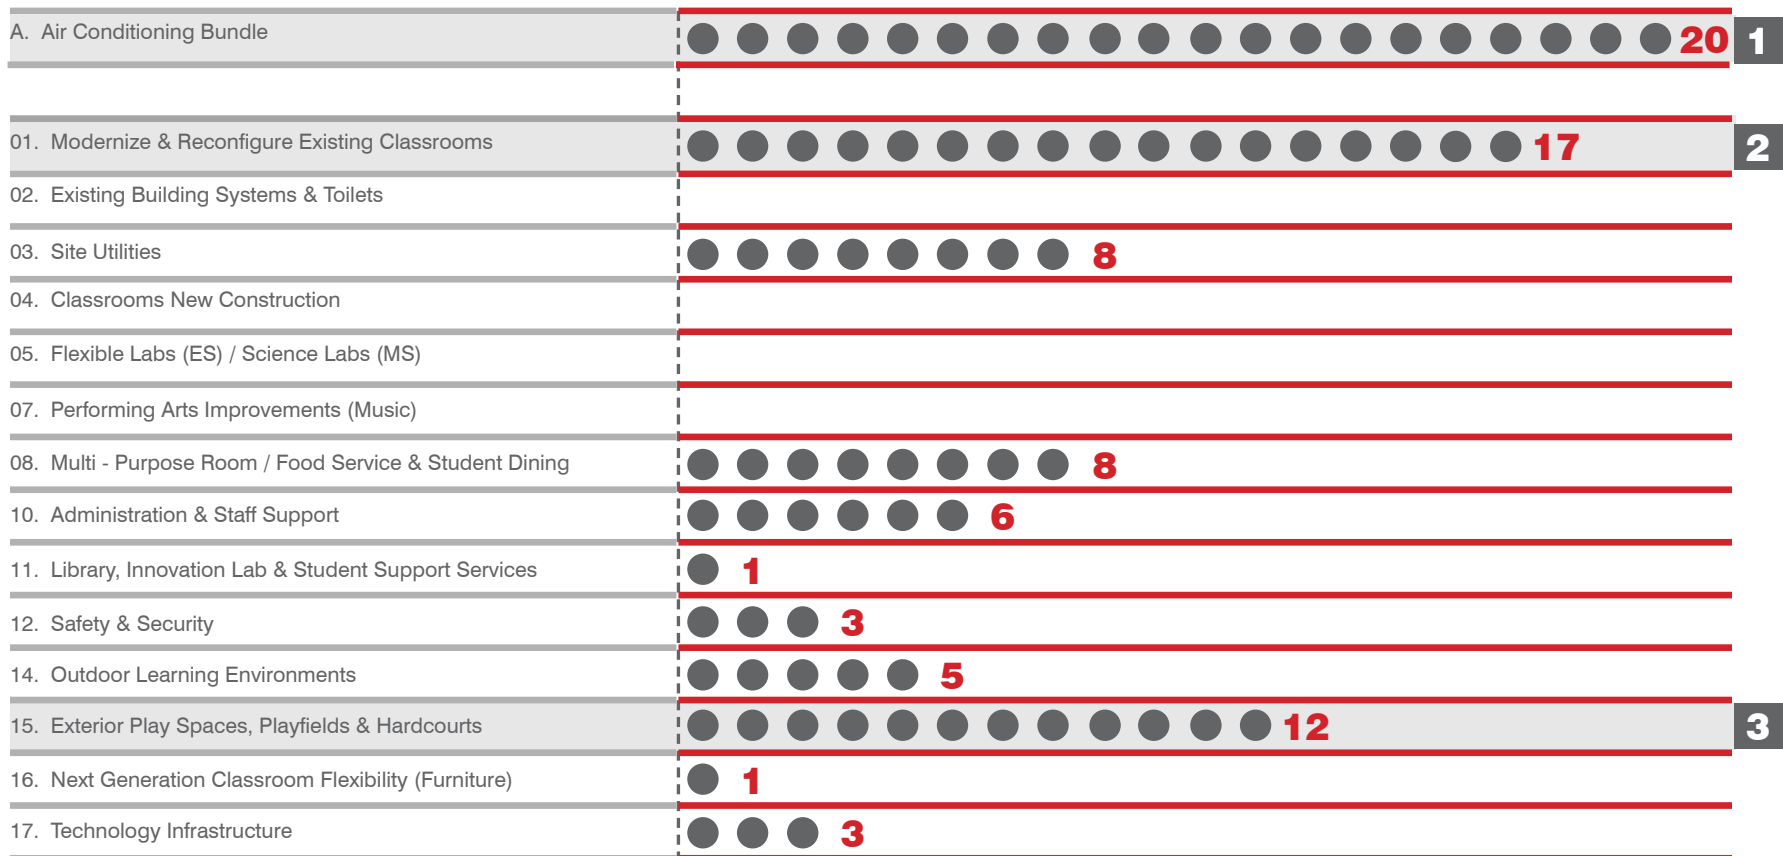 A. Air Conditioning Bundle 20 1
01. Modernize & Reconfigure Existing Classrooms 17 2
02. Existing Building Systems & Toilets
03. Site Utilities 8
04. Classrooms New Construction
05. Flexible Labs (ES) / Science Labs (MS)
07. Performing Arts Improvements (Music)
08. Multi - Purpose Room / Food Service & Student Dining 8
10. Administration & Staff Support 6
11. Library, Innovation Lab & Student Support Services 1
12. Safety & Security 3
14. Outdoor Learning Environments 5
15. Exterior Play Spaces, Playfields & Hardcourts 12 3
16. Next Generation Classroom Flexibility (Furniture) 1
17. Technology Infrastructure 3